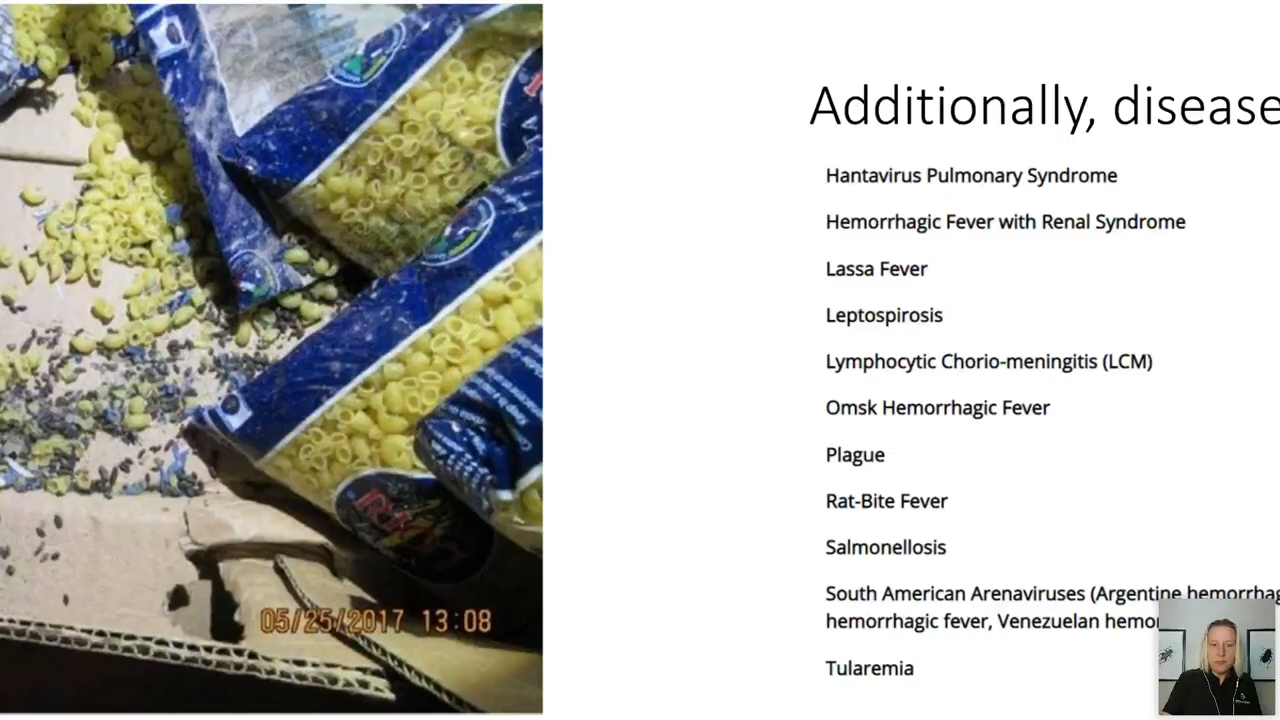 Additionally, disease
Hantavirus Pulmonary Syndrome
Hemorrhagic Fever with Renal Syndrome
Lassa Fever
Leptospirosis
Lymphocytic Chorio-meningitis (LCM)
Omsk Hemorrhagic Fever
Plague
Rat-Bite Fever
Salmonellosis
South American Arenaviruses (Argentine hemorrhag
hemorrhagic fever, Venezuelan hemo
Tularemia
05/25/2017 13:08